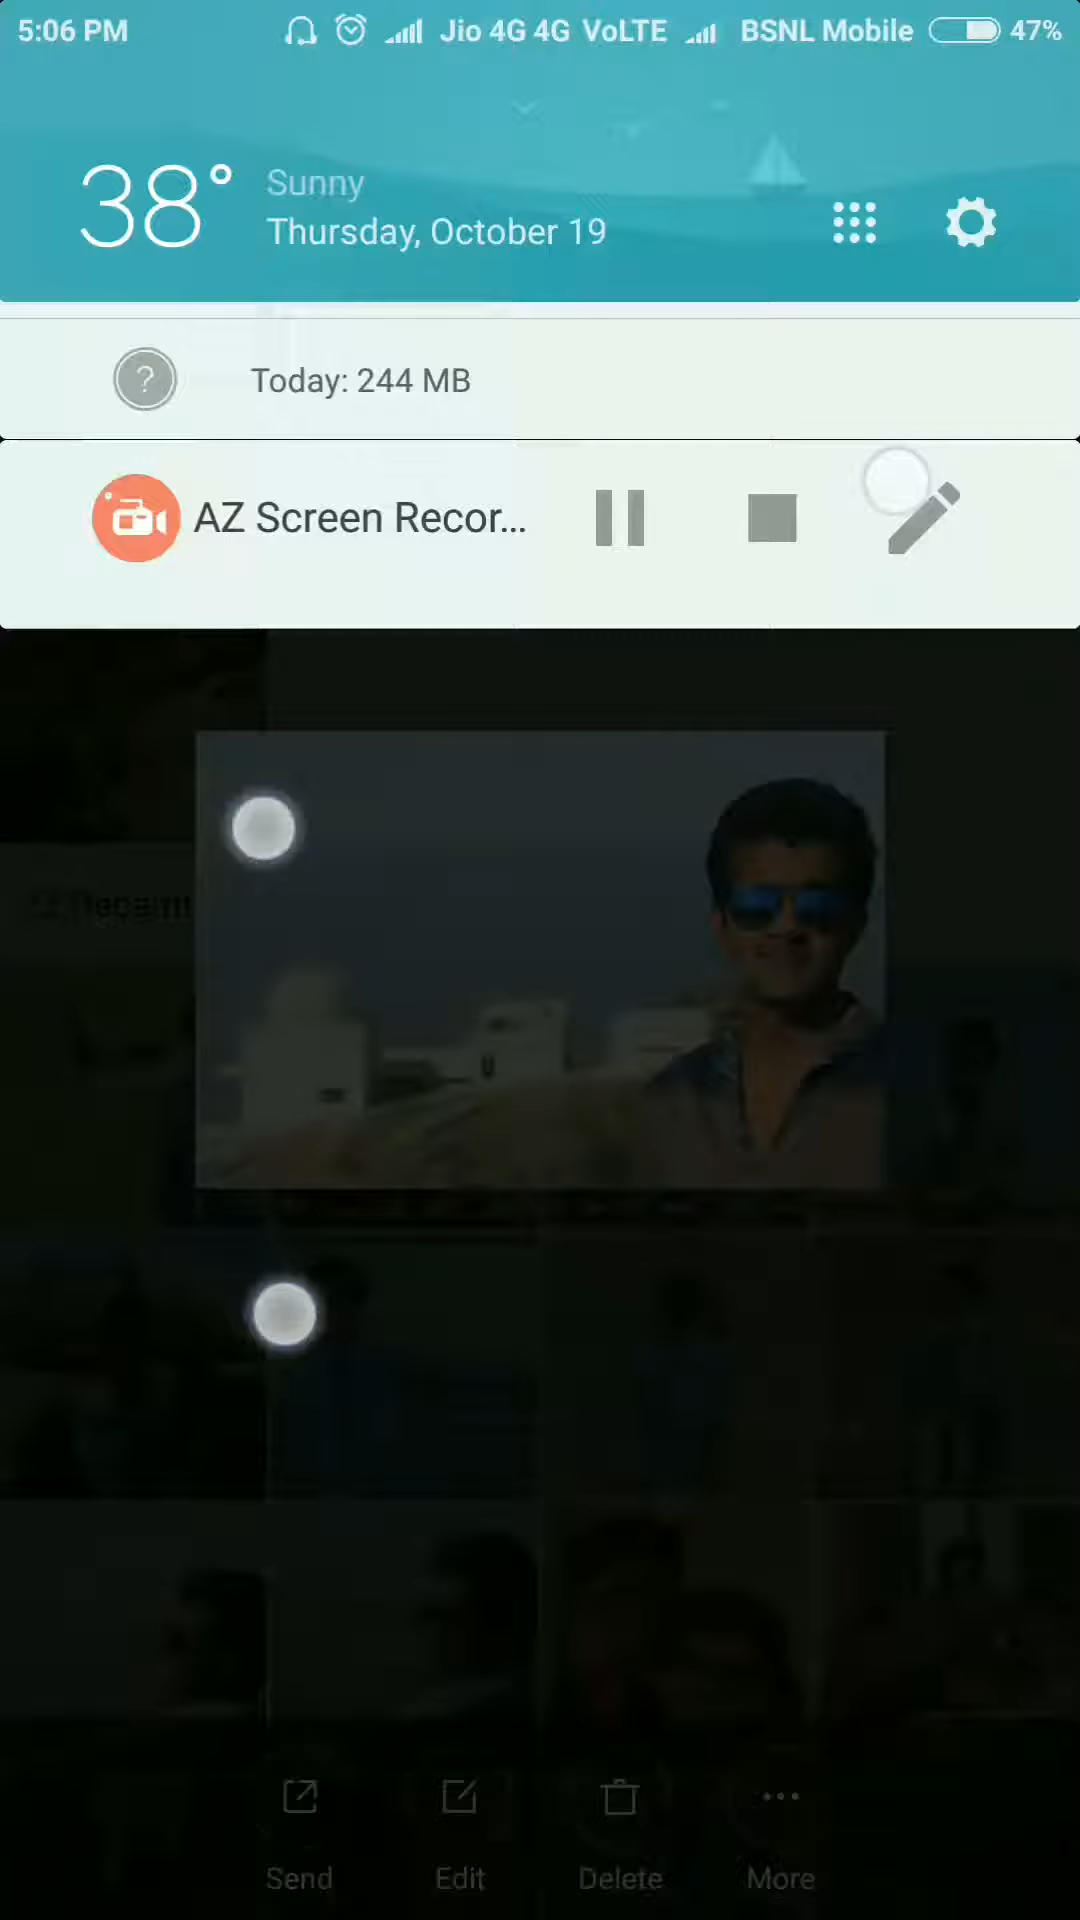 5:06 PM Jio 4G 4G VoLTE BSNL Mobile 47%
38° Sunny
Thursday, October 19
? Today: 244 MB
AZ Screen Recor...
Send Edit Delete More